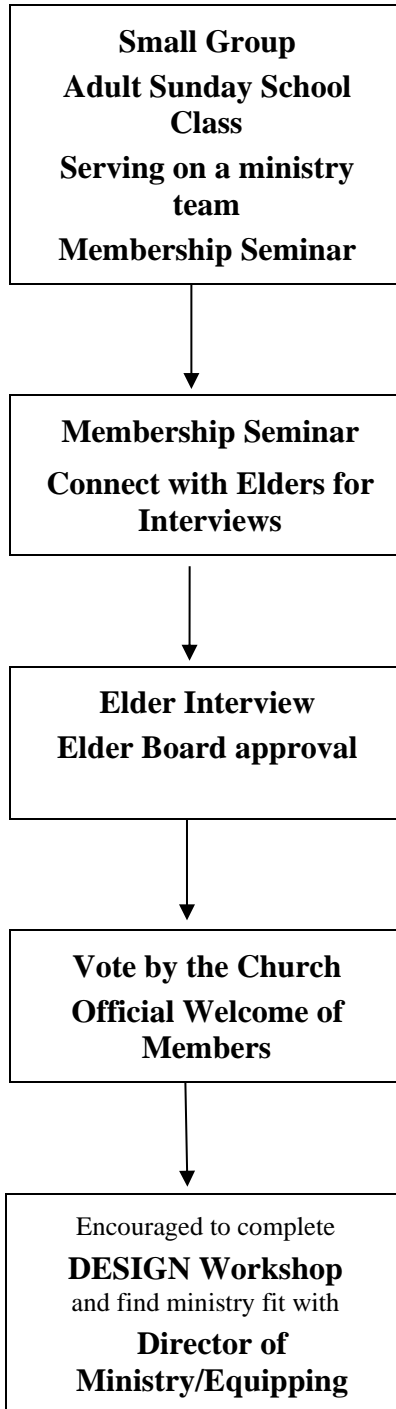 Small Group
Adult Sunday School
Class
Serving on a ministry
team
Membership Seminar
Membership Seminar
Connect with Elders for
Interviews
Elder Interview
Elder Board approval
Vote by the Church
Official Welcome of
Members
Encouraged to complete
DESIGN Workshop
and find ministry fit with
Director of
Ministry/Equipping